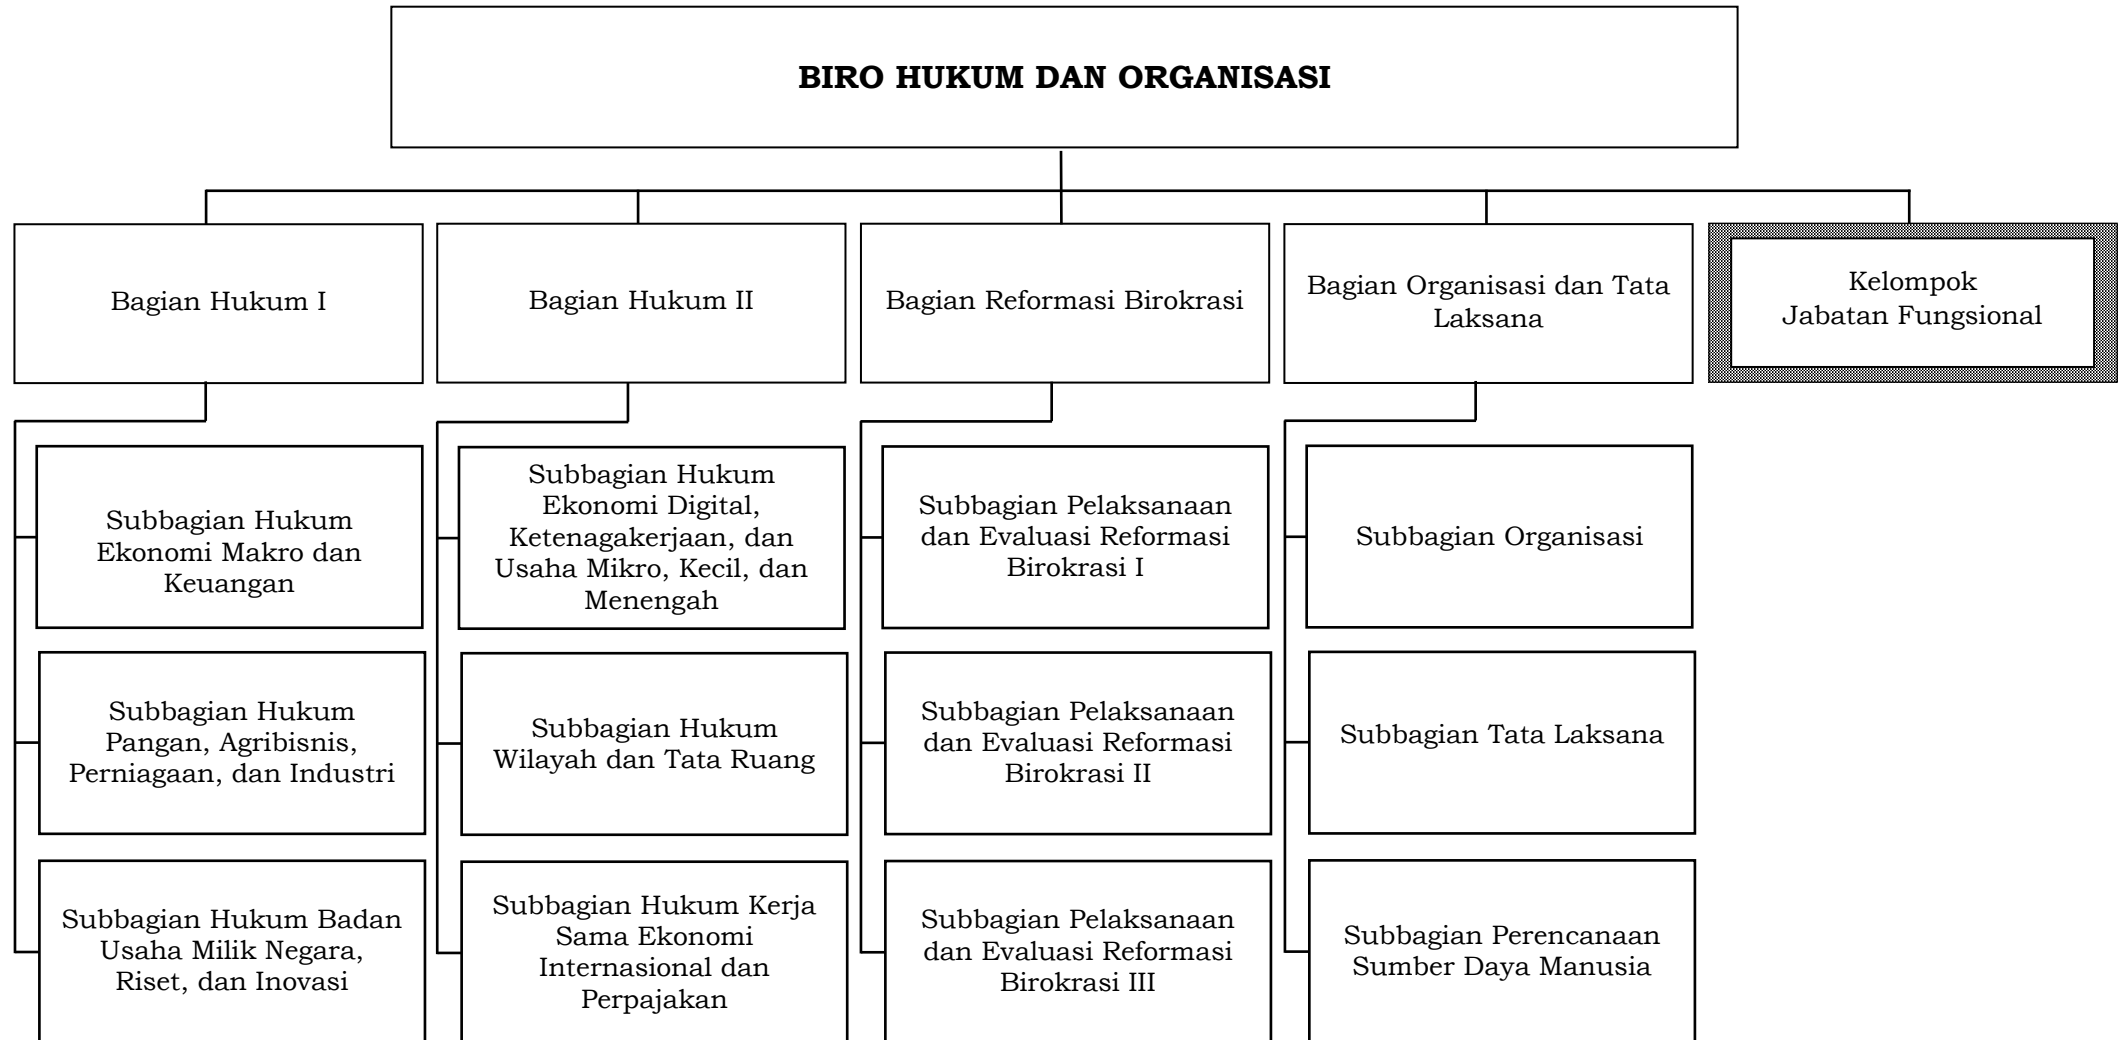 BIRO HUKUM DAN ORGANISASI
Bagian Hukum I
Bagian Hukum II
Bagian Reformasi Birokrasi
Bagian Organisasi dan Tata
Laksana
Kelompok
Jabatan Fungsional
Subbagian Hukum
Ekonomi Makro dan
Keuangan
Subbagian Hukum
Ekonomi Digital,
Ketenagakerjaan, dan
Usaha Mikro, Kecil, dan
Menengah
Subbagian Pelaksanaan
dan Evaluasi Reformasi
Birokrasi I
Subbagian Organisasi
Subbagian Hukum
Pangan, Agribisnis,
Perniagaan, dan Industri
Subbagian Hukum
Wilayah dan Tata Ruang
Subbagian Pelaksanaan
dan Evaluasi Reformasi
Birokrasi II
Subbagian Tata Laksana
Subbagian Hukum Badan
Usaha Milik Negara,
Riset, dan Inovasi
Subbagian Hukum Kerja
Sama Ekonomi
Internasional dan
Perpajakan
Subbagian Pelaksanaan
dan Evaluasi Reformasi
Birokrasi III
Subbagian Perencanaan
Sumber Daya Manusia